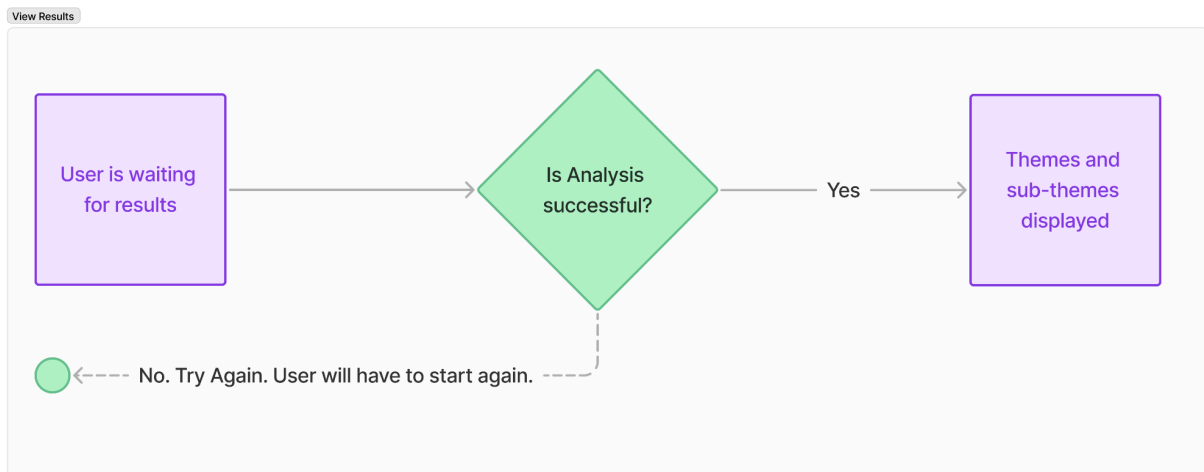 View Results
User is waiting
for results
Is Analysis
successful?
Yes
Themes and
sub-themes
displayed
No. Try Again. User will have to start again.